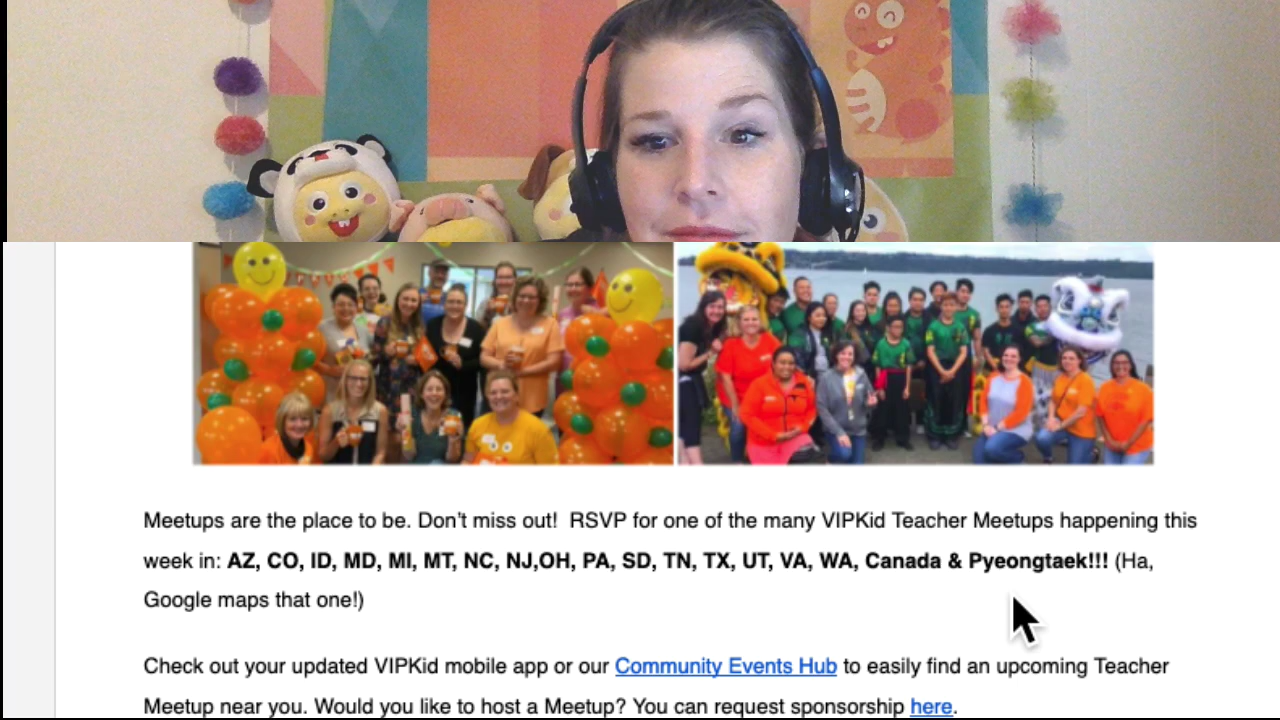 Meetups are the place to be. Don't miss out!  RSVP for one of the many VIPKid Teacher Meetups happening this
week in: AZ, CO, ID, MD, MI, MT, NC, NJ,OH, PA, SD, TN, TX, UT, VA, WA, Canada & Pyeongtaek!!! (Ha,
Google maps that one!)
Check out your updated VIPKid mobile app or our Community Events Hub to easily find an upcoming Teacher
Meetup near you. Would you like to host a Meetup? You can request sponsorship here.